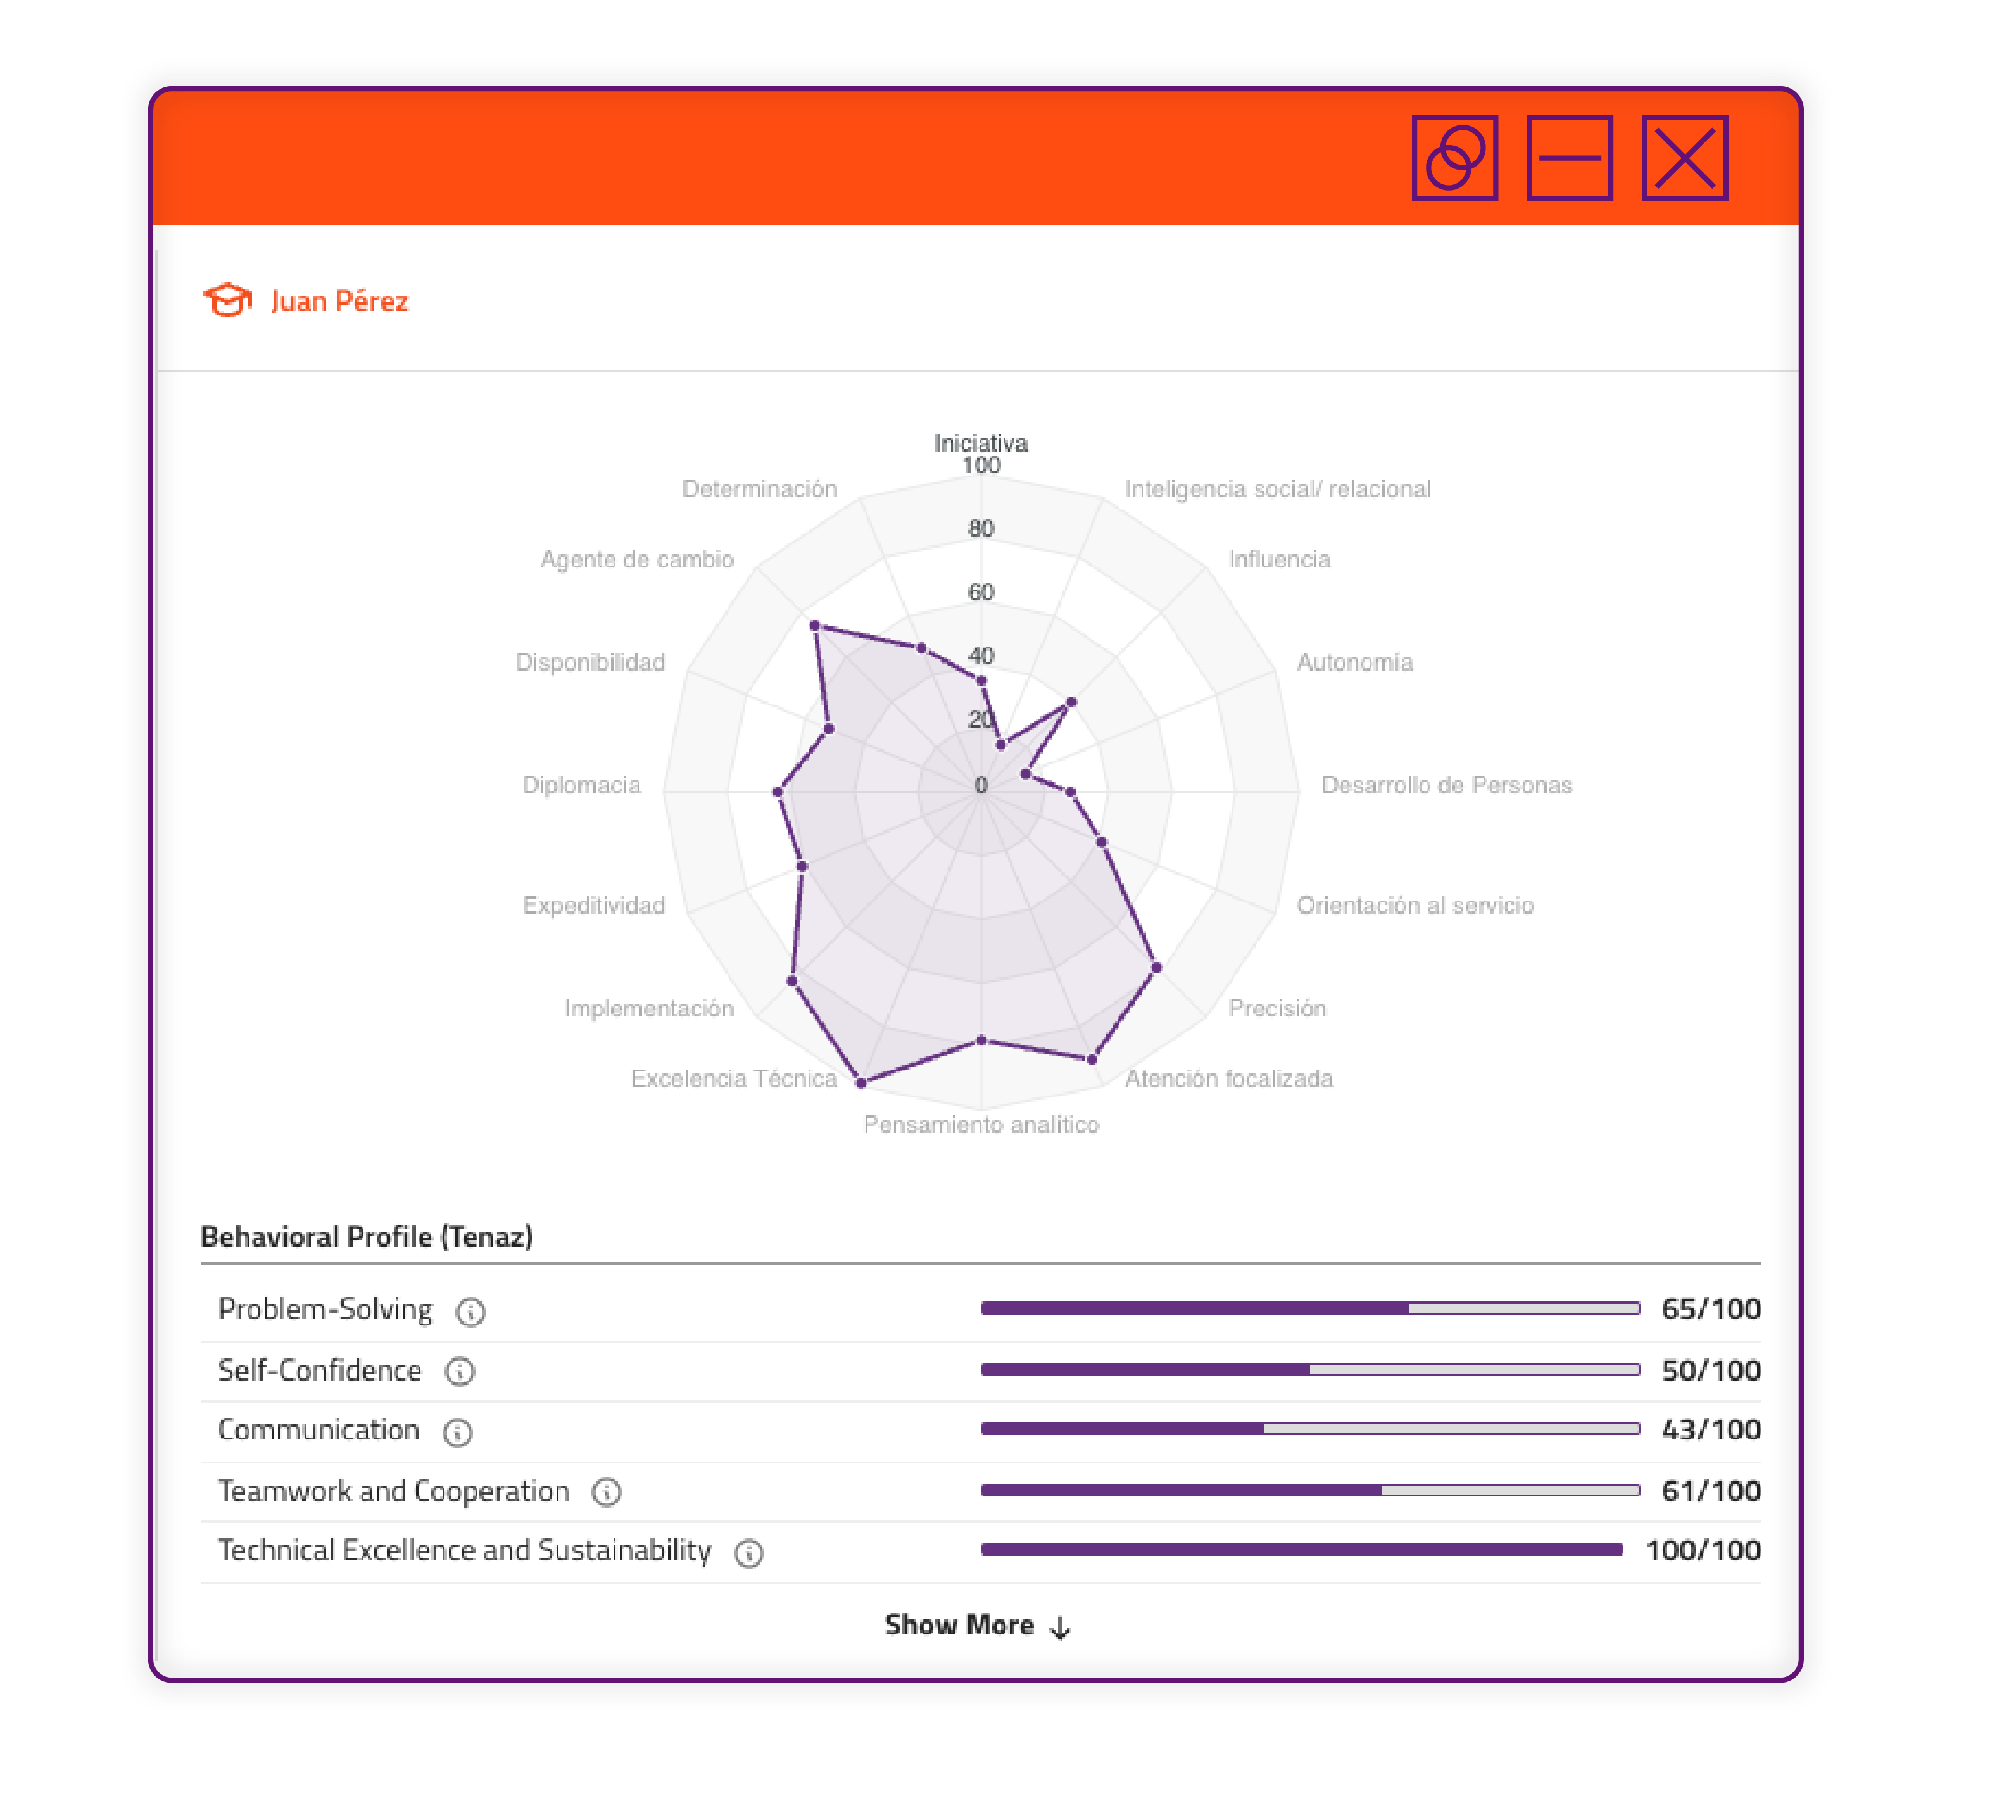 Juan Pérez
Iniciativa
100
Determinación
Inteligencia social/ relacional
80
Agente de cambio
Influencia
60
40
Disponibilidad
Autonomía
20
0
Diplomacia
Desarrollo de Personas
Expeditividad
Orientación al servicio
Implementación
Precisión
Excelencia Técnica
Atención focalizada
Pensamiento analítico
Behavioral Profile (Tenaz)
Problem-Solving 65/100
Self-Confidence 50/100
Communication 43/100
Teamwork and Cooperation 61/100
Technical Excellence and Sustainability 100/100
Show More ↓